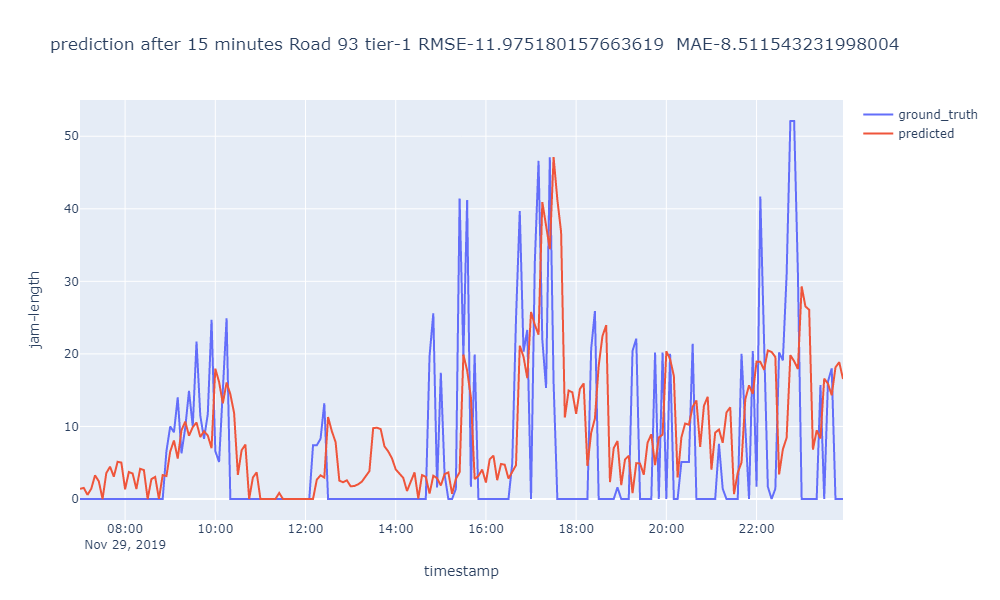 prediction after 15 minutes Road 93 tier-1 RMSE-11.975180157663619  MAE-8.511543231998004
ground_truth
predicted
50
40
30
20
10
0
jam-length
08:00 10:00 12:00 14:00 16:00 18:00 20:00 22:00
Nov 29, 2019
timestamp